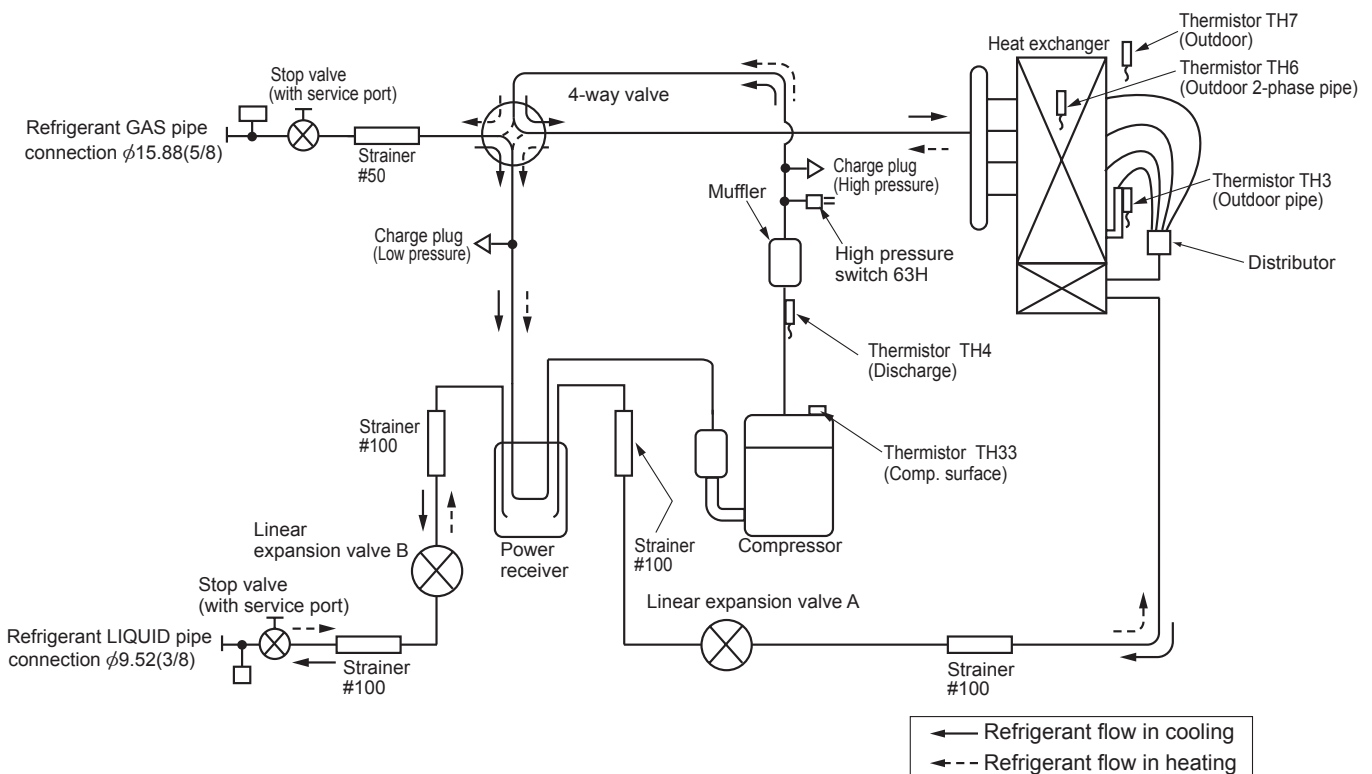 Thermistor TH7
(Outdoor)
Heat exchanger
Thermistor TH6
(Outdoor 2-phase pipe)
Stop valve
(with service port)
4-way valve
Refrigerant GAS pipe
connection ϕ15.88(5/8)
Strainer
#50
Charge plug
(High pressure)
Muffler
Thermistor TH3
(Outdoor pipe)
Charge plug
(Low pressure)
High pressure
switch 63H
Distributor
Thermistor TH4
(Discharge)
Strainer
#100
Thermistor TH33
(Comp. surface)
Linear
expansion valve B
Power
receiver
Strainer
#100
Compressor
Stop valve
(with service port)
Linear expansion valve A
Refrigerant LIQUID pipe
connection ϕ9.52(3/8)
Strainer
#100
Strainer
#100
Refrigerant flow in cooling
Refrigerant flow in heating